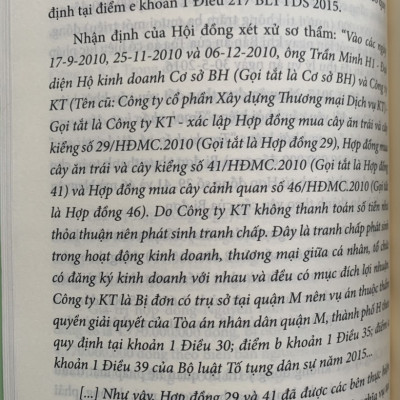 định tại điểm e khoản 1 Điều 217 BLTTDS 2015.
Nhận định của Hội đồng xét xử sơ thẩm: “Vào các ngày
17-9-2010, 25-11-2010 và 06-12-2010, ông Trần Minh H1 - Đại
diện Hộ kinh doanh Cơ sở BH (Gọi tắt là Cơ sở BH) và Công ty
KT (Tên cũ: Công ty cổ phần Xây dựng Thương mại Dịch vụ KT).
Gọi tắt là Công ty KT - xác lập Hợp đồng mua cây ăn trái và cây
kiểng số 29/HĐMC.2010 (Gọi tắt là Hợp đồng 29), Hợp đồng mua
cây ăn trái và cây kiểng số 41/HĐMC.2010 (Gọi tắt là Hợp đồng
41) và Hợp đồng mua cây cảnh quan số 46/HĐMC.2010 (Gọi tắt
là Hợp đồng 46). Do Công ty KT không thanh toán số tiền như
thỏa thuận nên phát sinh tranh chấp. Đây là tranh chấp phát sinh
trong hoạt động kinh doanh, thương mại giữa cá nhân, tổ chức
có đăng ký kinh doanh với nhau và đều có mục đích lợi nhuận.
Công ty KT là Bị đơn có trụ sở tại quận M nên vụ án thuộc thẩm
quyền giải quyết của Tòa án nhân dân quận M, thành phố H theo
quy định tại khoản 1 Điều 30; điểm b khoản 1 Điều 35; điểm
khoản 1 Điều 39 của Bộ luật Tố tụng dân sự năm 2015...
[...] Như vậy, Hợp đồng 29 và 41 đã được các bên thực